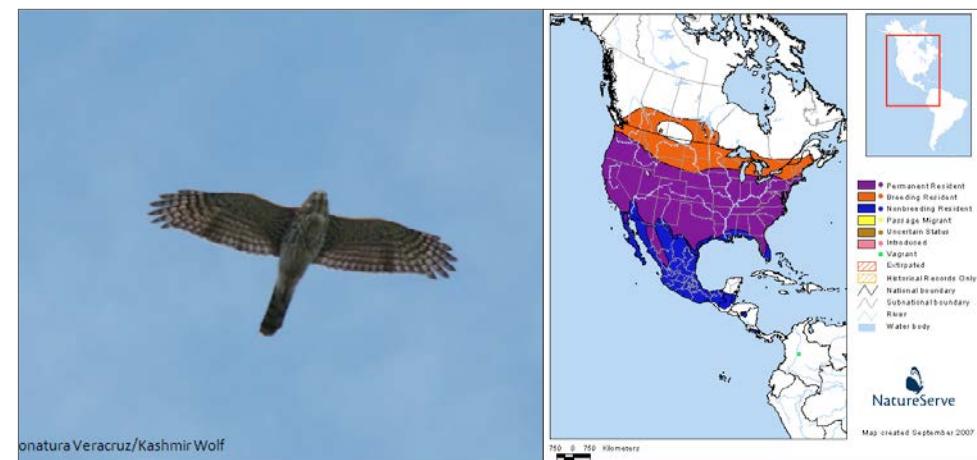 onatura Veracruz/Kashmir Wolf
Permanent Resident
Breeding Resident
Nonbreeding Resident
Passage Migrant
Uncertain Status
Introduced
Vagrant
Extirpated
Historical Records Only
National boundary
Subnational boundary
River
Water body
NatureServe
Map created September 2007
750 0 750 Kilometers